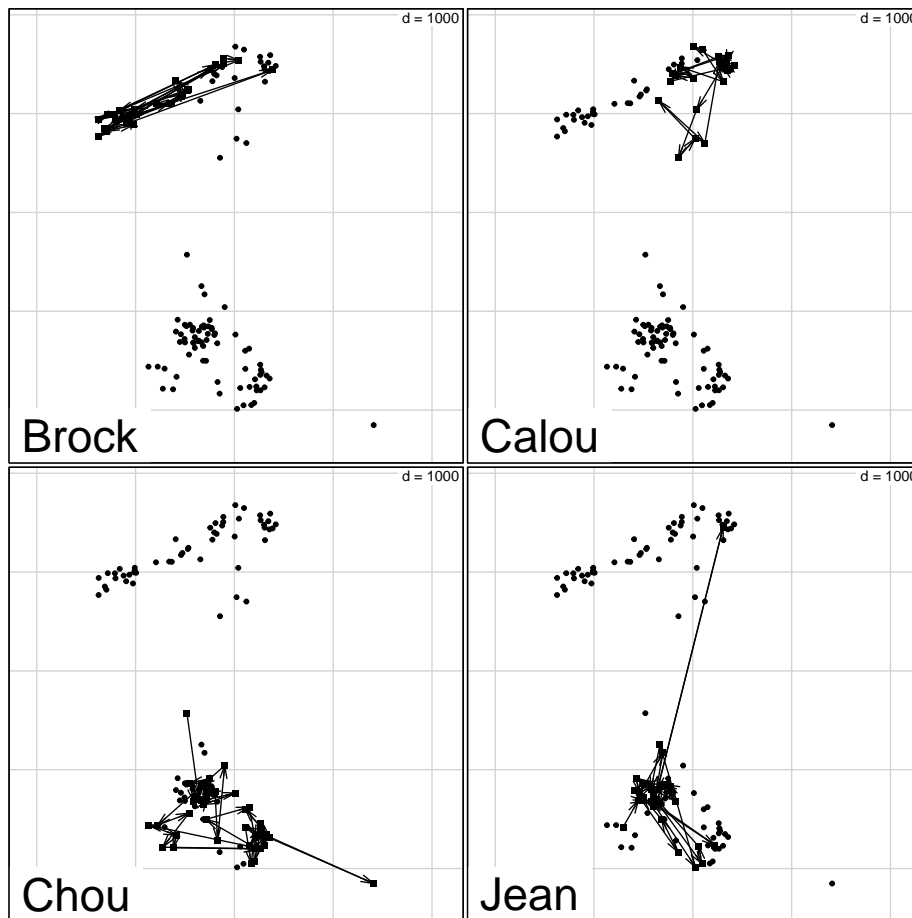 d = 1000
d = 1000
Brock
Calou
d = 1000
d = 1000
Chou
Jean